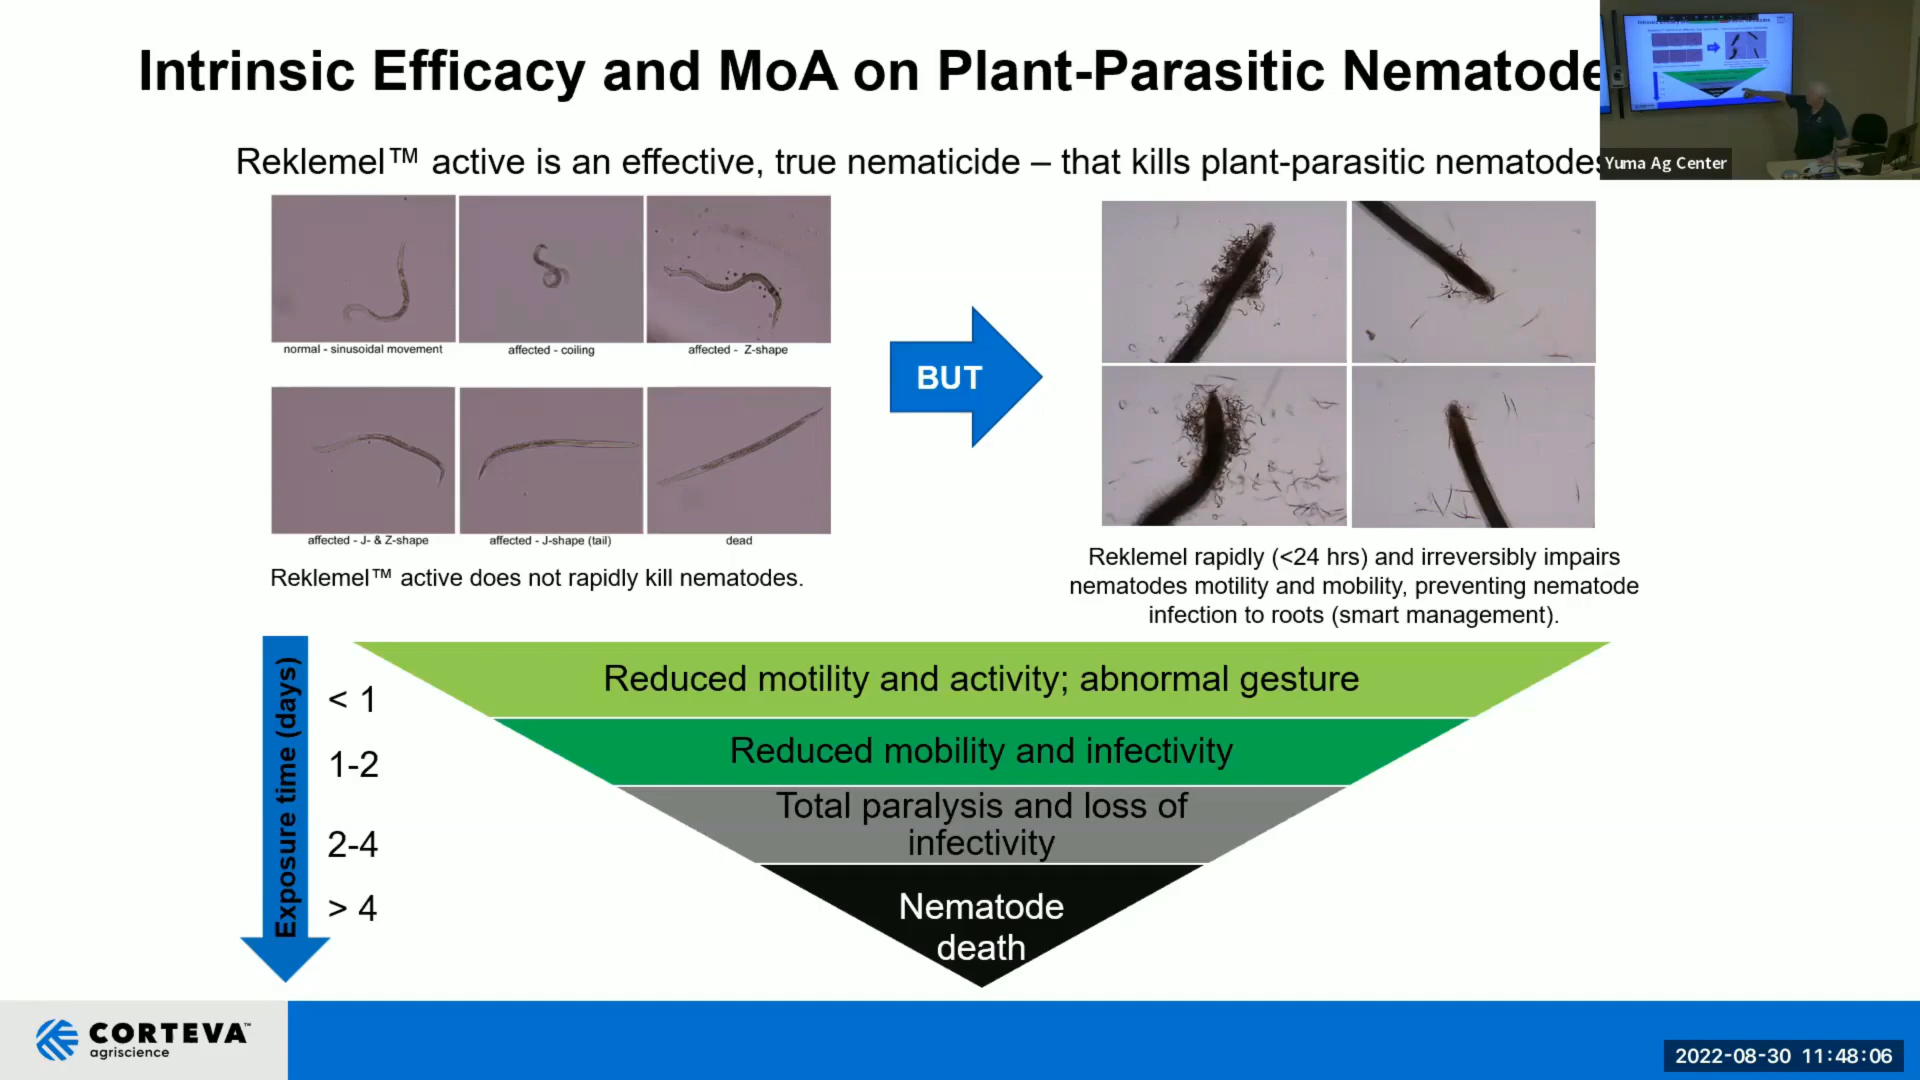 Intrinsic Efficacy and MoA on Plant-Parasitic Nematode
Reklemel™ active is an effective, true nematicide – that kills plant-parasitic nematodes
Yuma Ag Center
normal - sinusoidal movement
affected - coiling
affected - Z-shape
BUT
affected - J- & Z-shape
affected - J-shape (tail)
dead
Reklemel™ active does not rapidly kill nematodes.
Reklemel rapidly (<24 hrs) and irreversibly impairs
nematodes motility and mobility, preventing nematode
infection to roots (smart management).
Exposure time (days)
< 1
Reduced motility and activity; abnormal gesture
1-2
Reduced mobility and infectivity
2-4
Total paralysis and loss of
infectivity
> 4
Nematode
death
CORTEVA™
agriscience
2022-08-30 11:48:06